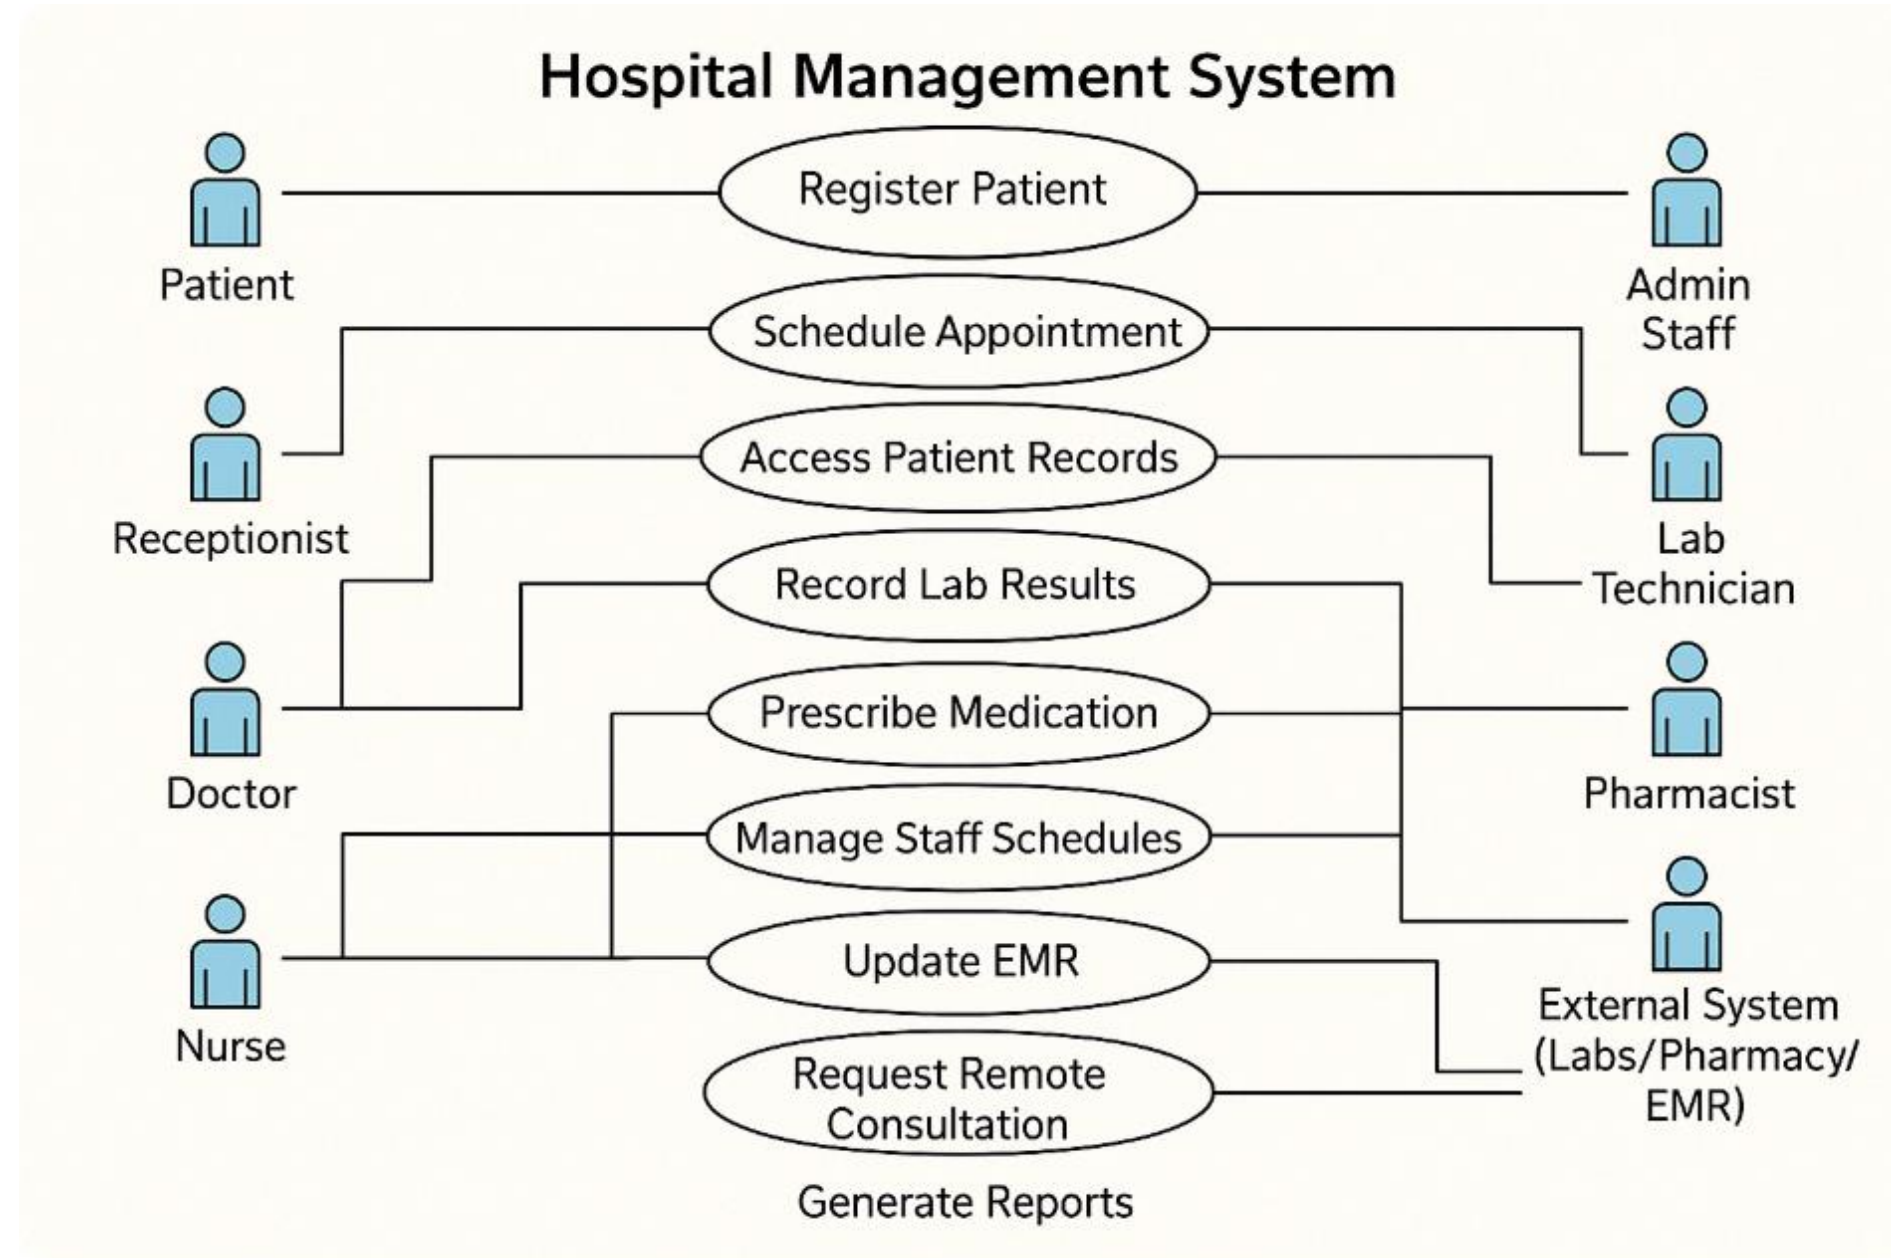 Hospital Management System
Register Patient
Patient
Admin
Staff
Schedule Appointment
Access Patient Records
Receptionist
Lab
Technician
Record Lab Results
Prescribe Medication
Doctor
Pharmacist
Manage Staff Schedules
Update EMR
Nurse
External System
(Labs/Pharmacy/
EMR)
Request Remote
Consultation
Generate Reports